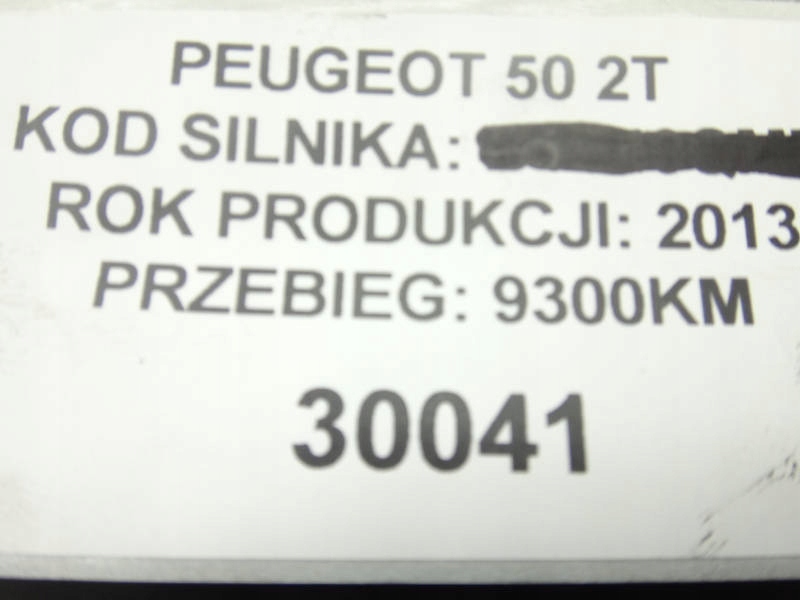 PEUGEOT 50 2T
KOD SILNIKA:
ROK PRODUKCJI: 2013
PRZEBIEG: 9300KM
30041